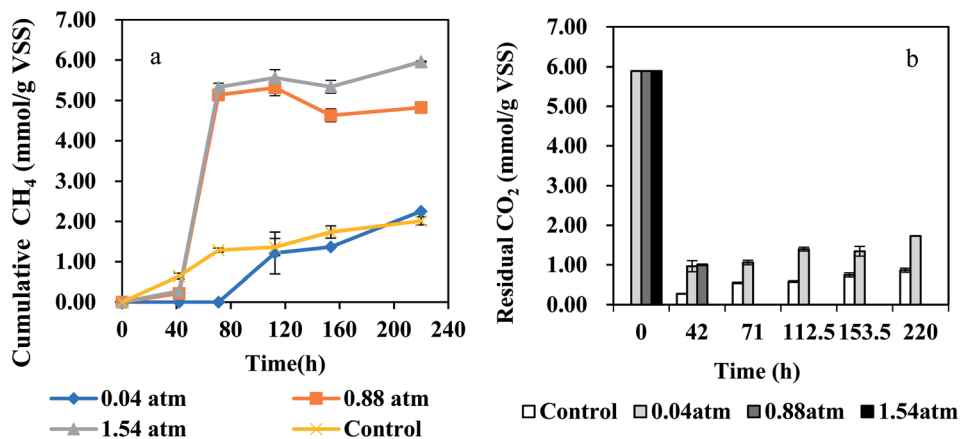 Cumulative CH₄ (mmol/g VSS)
7.00
6.00
5.00
4.00
3.00
2.00
1.00
0.00
a
0 40 80 120 160 200 240
Time(h)
0.04 atm
0.88 atm
1.54 atm
Control
Residual CO₂ (mmol/g VSS)
7.00
6.00
5.00
4.00
3.00
2.00
1.00
0.00
b
0 42 71 112.5 153.5 220
Time (h)
Control 0.04atm 0.88atm 1.54atm